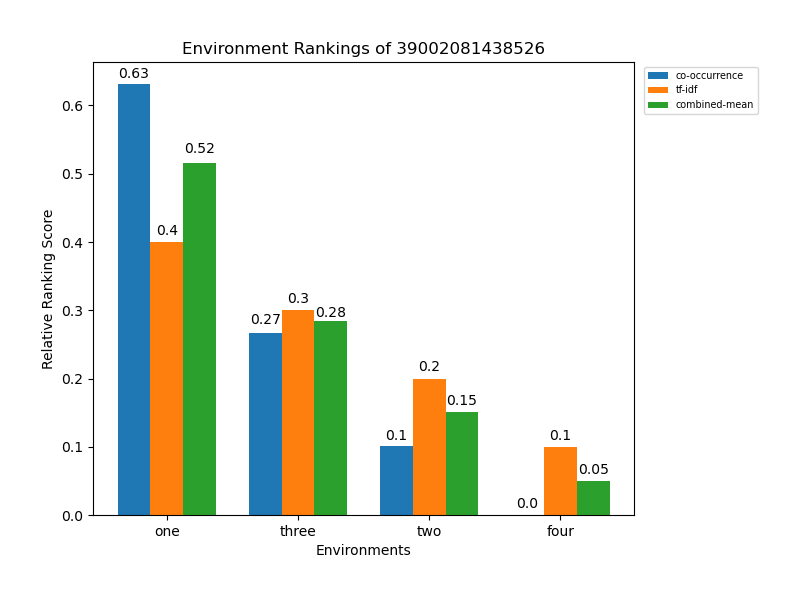 Environment Rankings of 39002081438526
co-occurrence
tf-idf
combined-mean
Relative Ranking Score
0.6
0.5
0.4
0.3
0.2
0.1
0.0
0.63
0.4
0.52
0.27
0.3
0.28
0.1
0.2
0.15
0.0
0.1
0.05
one three two four
Environments